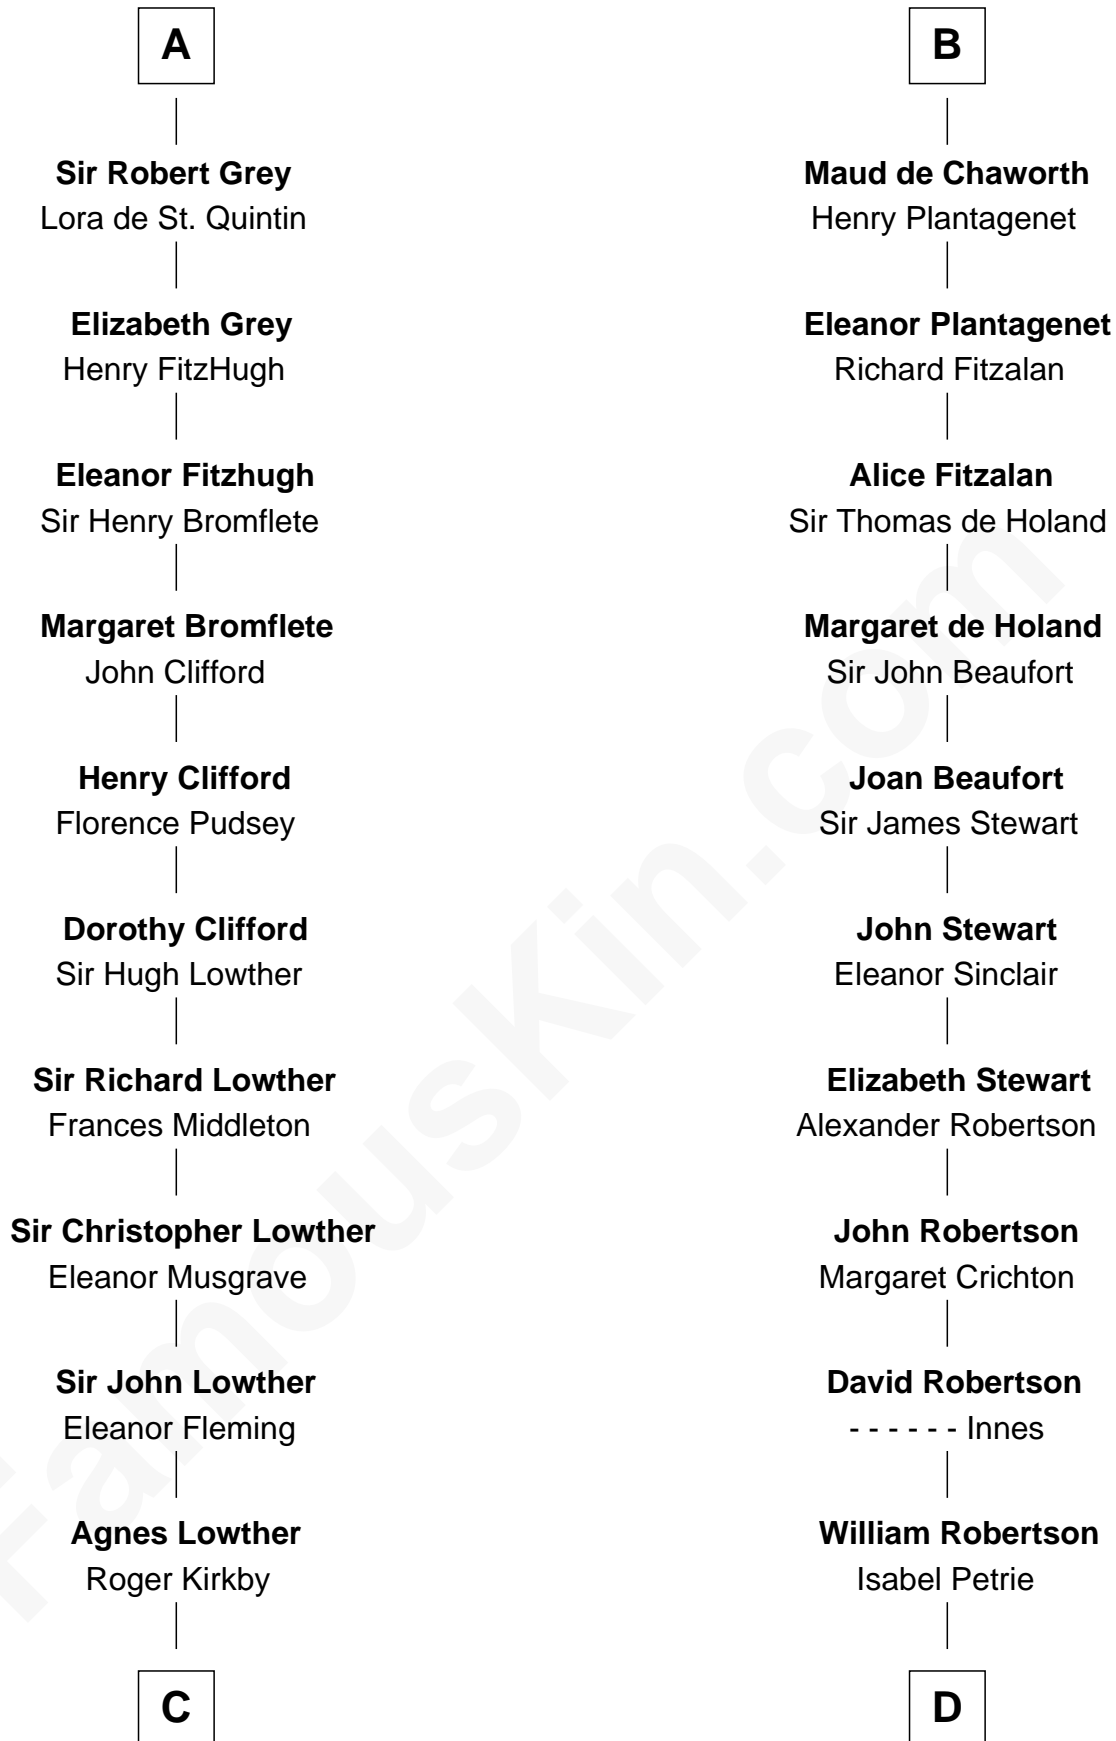 A
Sir Robert Grey
Lora de St. Quintin
Elizabeth Grey
Henry FitzHugh
Eleanor Fitzhugh
Sir Henry Bromflete
Margaret Bromflete
John Clifford
Henry Clifford
Florence Pudsey
Dorothy Clifford
Sir Hugh Lowther
Sir Richard Lowther
Frances Middleton
Sir Christopher Lowther
Eleanor Musgrave
Sir John Lowther
Eleanor Fleming
Agnes Lowther
Roger Kirkby
C
B
Maud de Chaworth
Henry Plantagenet
Eleanor Plantagenet
Richard Fitzalan
Alice Fitzalan
Sir Thomas de Holand
Margaret de Holand
Sir John Beaufort
Joan Beaufort
Sir James Stewart
John Stewart
Eleanor Sinclair
Elizabeth Stewart
Alexander Robertson
John Robertson
Margaret Crichton
David Robertson
- - - - - - Innes
William Robertson
Isabel Petrie
D
FamousKin.com